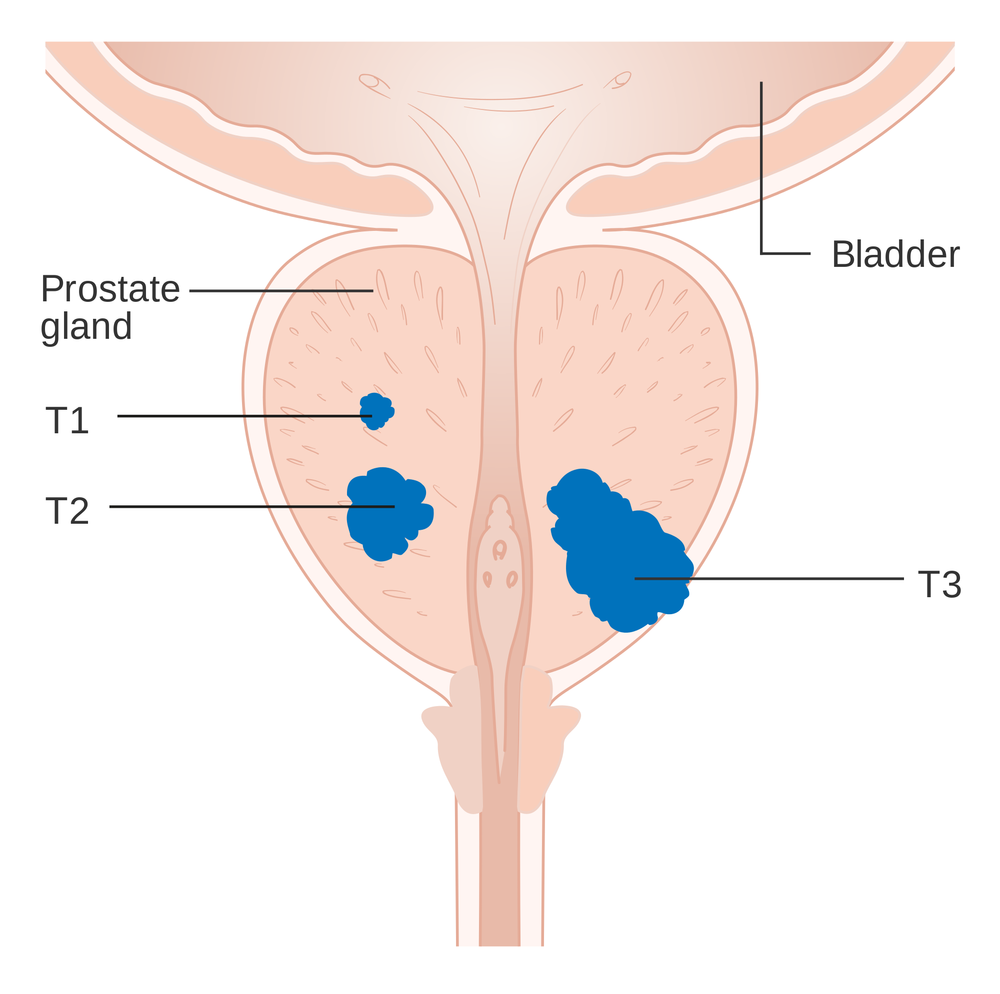 Bladder
Prostate
gland
T1
T2
T3